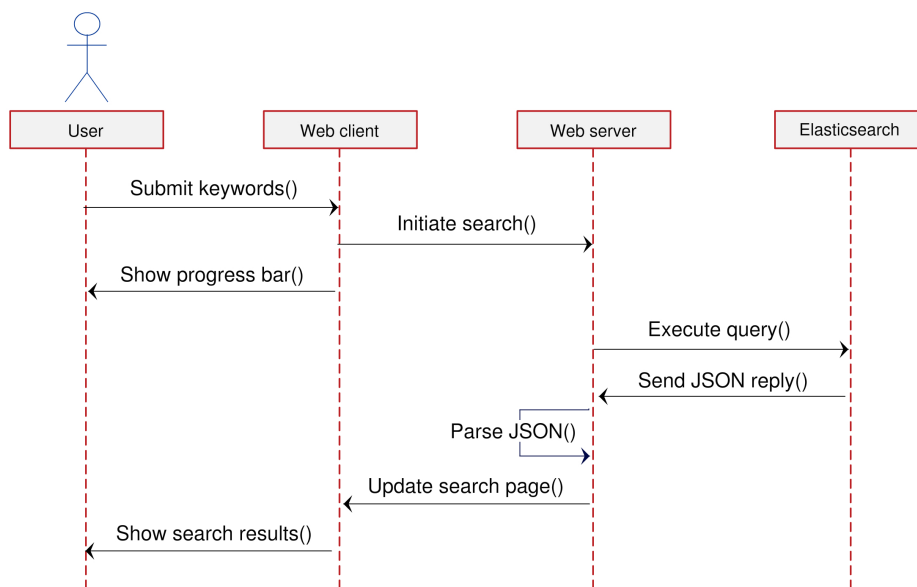 User
Web client
Web server
Elasticsearch
Submit keywords()
Initiate search()
Show progress bar()
Execute query()
Send JSON reply()
Parse JSON()
Update search page()
Show search results()